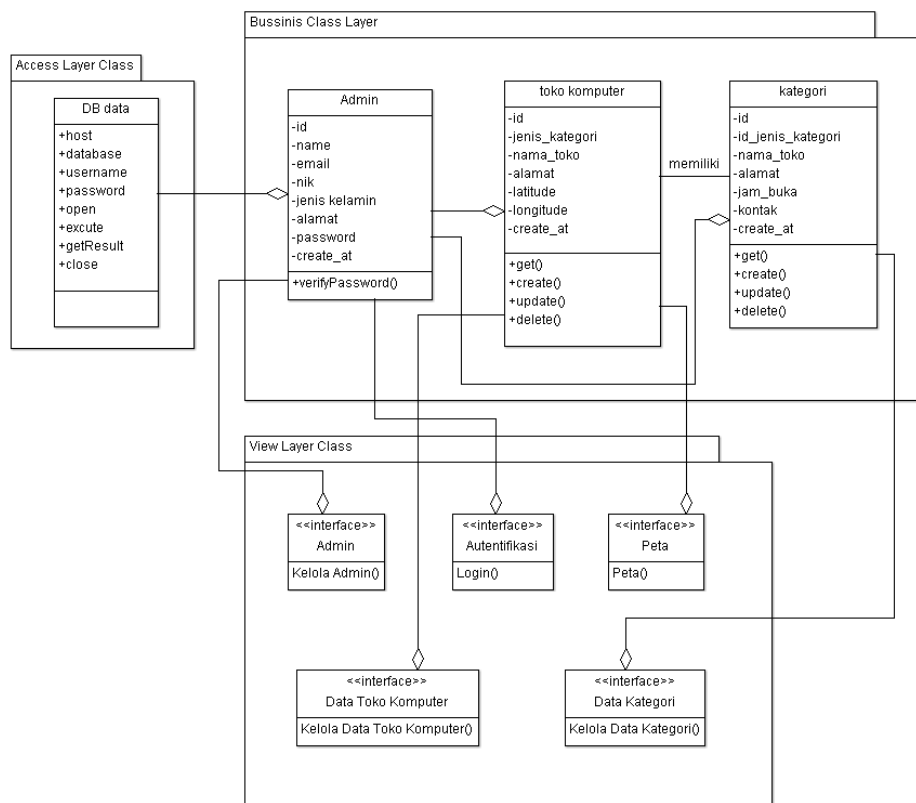 Bussinis Class Layer
Access Layer Class
DB data
+host
+database
+username
+password
+open
+excute
+getResult
+close
Admin
-id
-name
-email
-nik
-jenis kelamin
-alamat
-password
-create_at
+verifyPassword()
toko komputer
-id
-jenis_kategori
-nama_toko
-alamat
-latitude
-longitude
-create_at
+get()
+create()
+update()
+delete()
memiliki
kategori
-id
-id_jenis_kategori
-nama_toko
-alamat
-jam_buka
-kontak
-create_at
+get()
+create()
+update()
+delete()
View Layer Class
<<interface>>
Admin
Kelola Admin()
<<interface>>
Autentifikasi
Login()
<<interface>>
Peta
Peta()
<<interface>>
Data Toko Komputer
Kelola Data Toko Komputer()
<<interface>>
Data Kategori
Kelola Data Kategori()